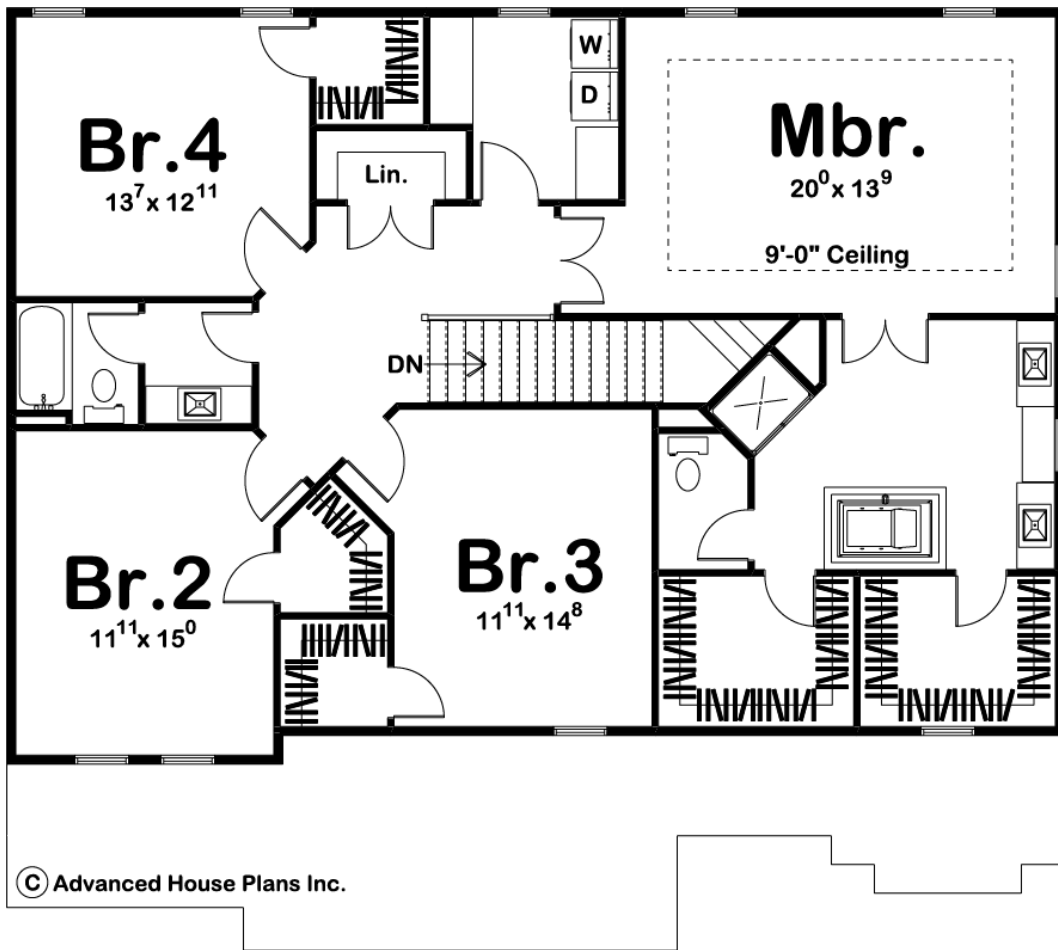 W
D
Br.4
13⁷ x 12¹¹
Lin.
Mbr.
20⁰ x 13⁹
9'-0" Ceiling
DN
Br.2
11¹¹ x 15⁰
Br.3
11¹¹ x 14⁸
© Advanced House Plans Inc.